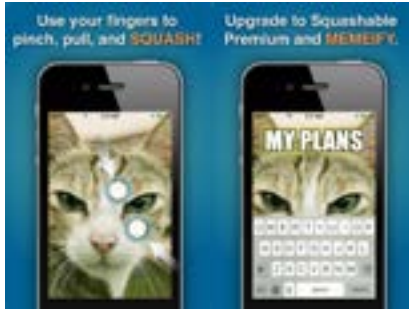 Use your fingers to
pinch, pull, and SQUASH!
Upgrade to Squashable
Premium and MEMEIFY.
MY PLANS